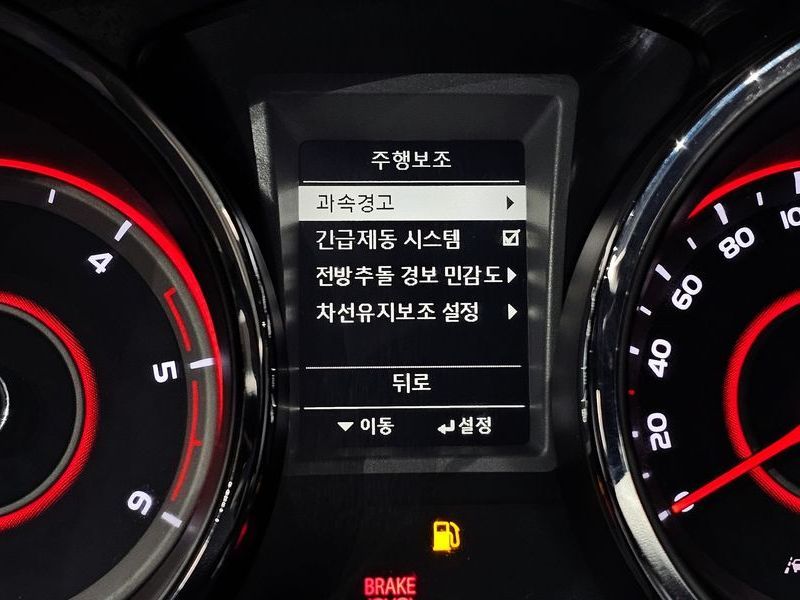 주행보조
과속경고
긴급제동 시스템
전방추돌 경보 민감도
차선유지보조 설정
뒤로
이동 설정
4
5
6
0
20
40
60
80
BRAKE